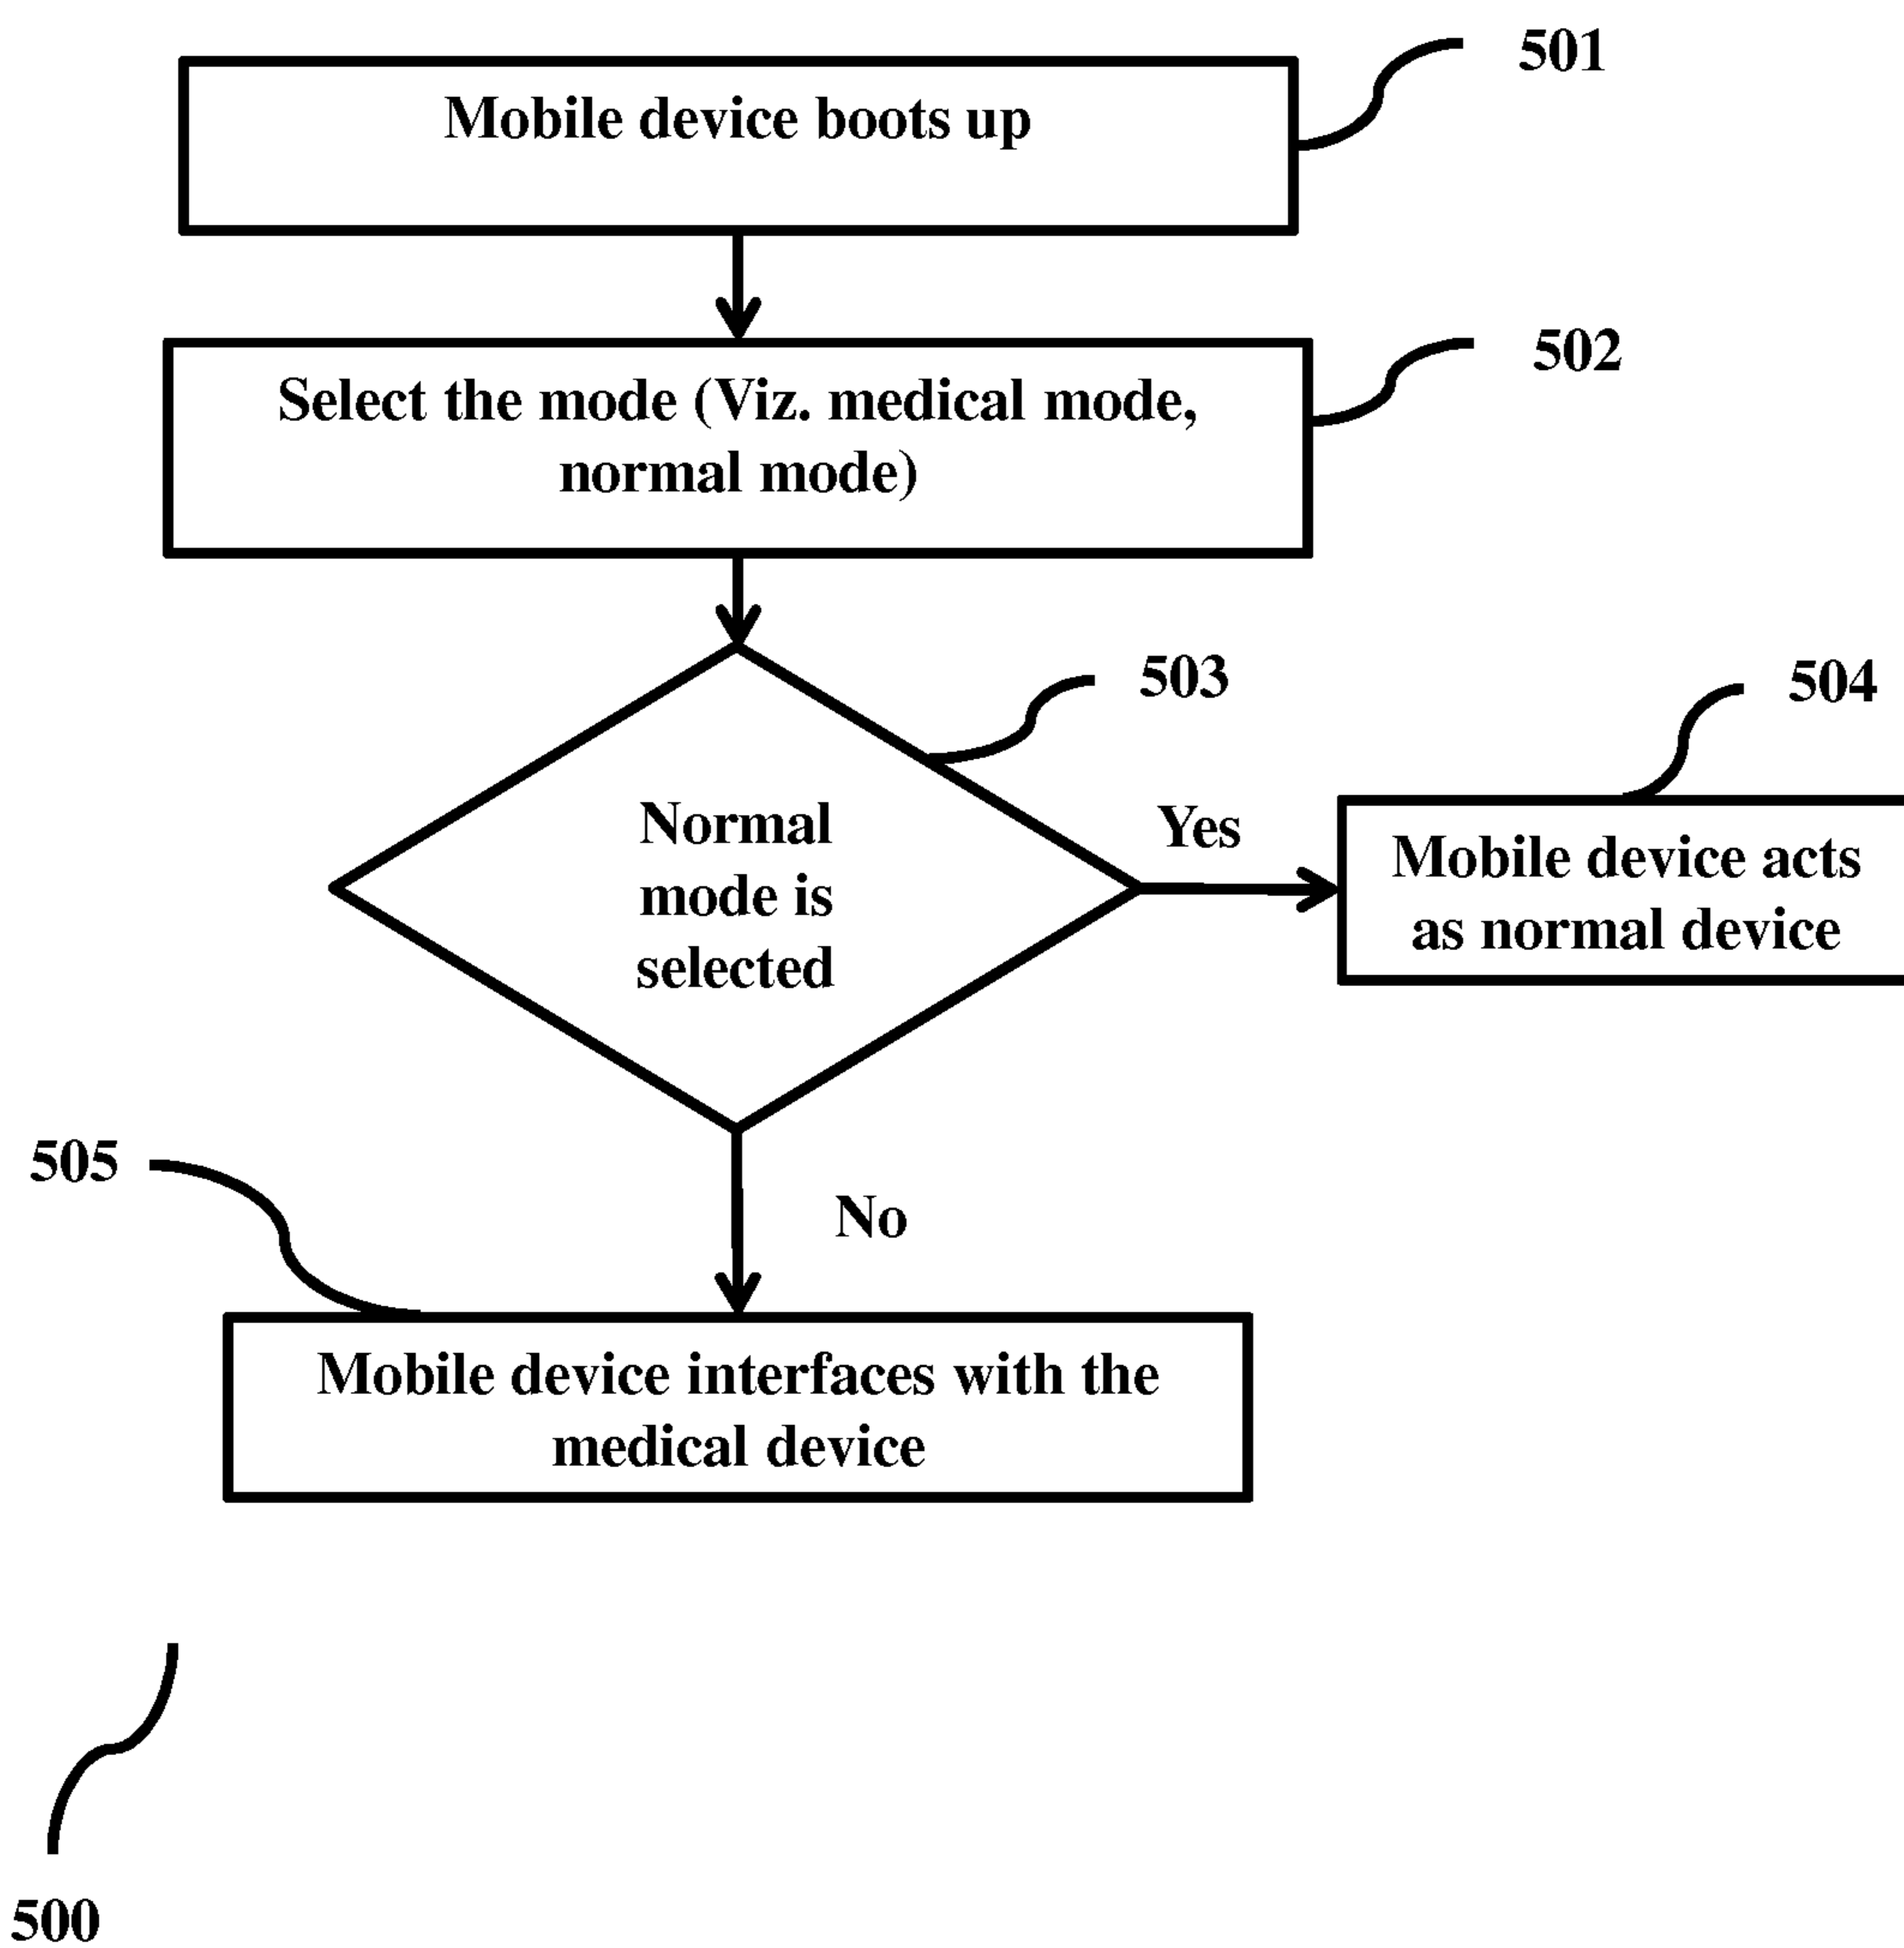 501
Mobile device boots up
502
Select the mode (Viz. medical mode,
normal mode)
503
504
Normal
mode is
selected
Yes
Mobile device acts
as normal device
505
No
Mobile device interfaces with the
medical device
500